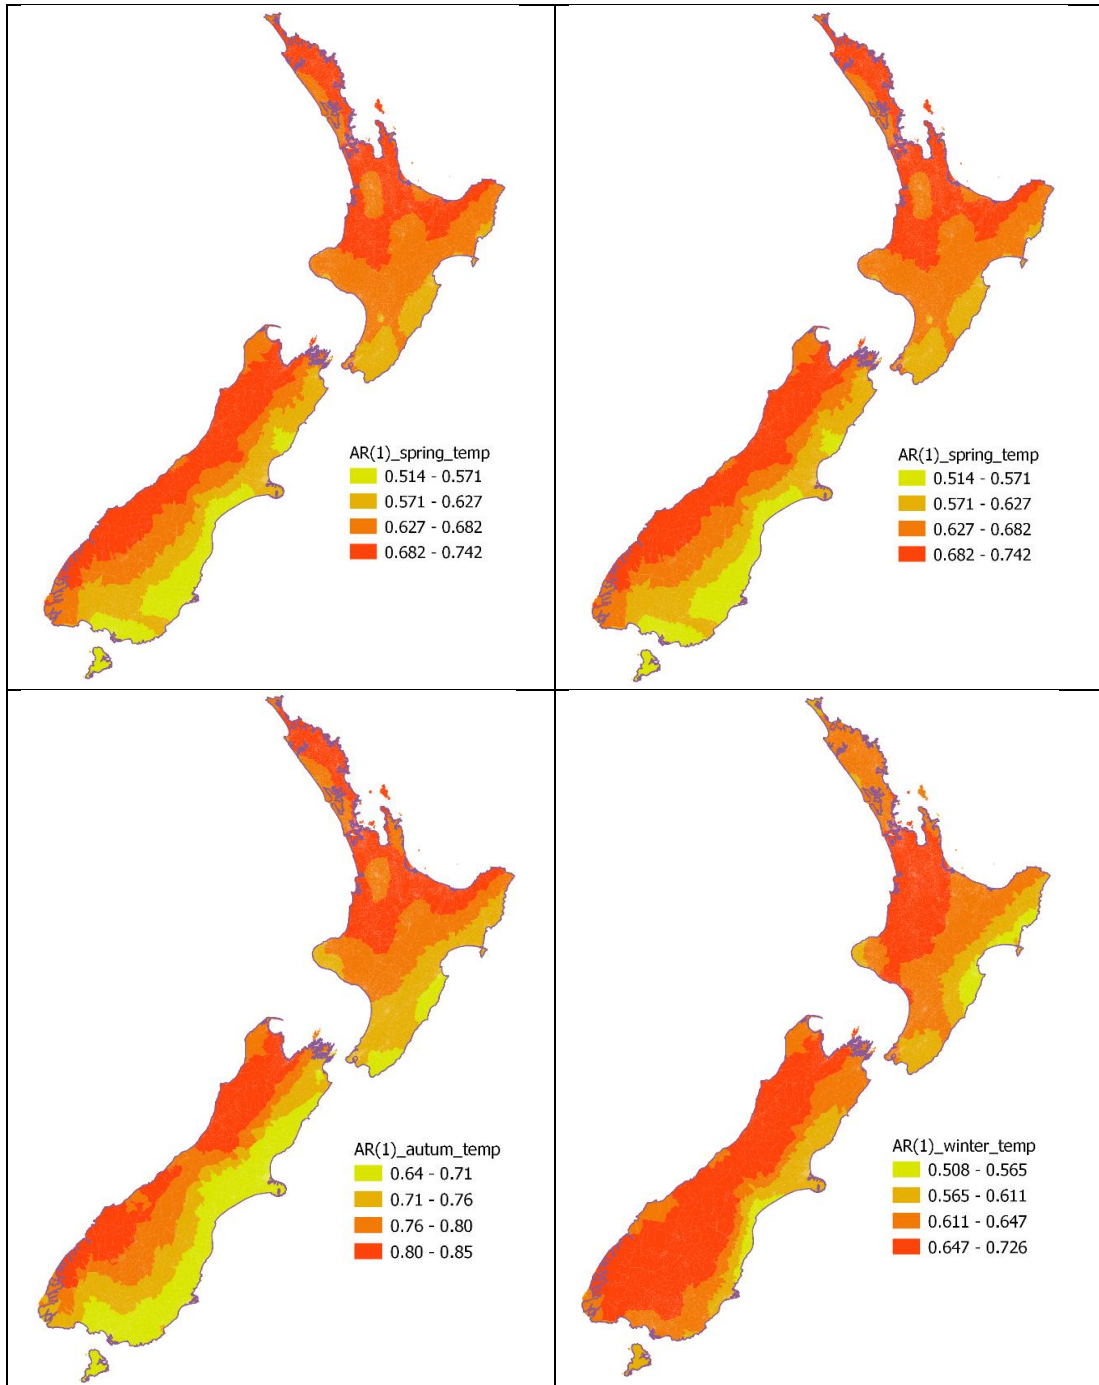 AR(1)_spring_temp
0.514 - 0.571
0.571 - 0.627
0.627 - 0.682
0.682 - 0.742
AR(1)_spring_temp
0.514 - 0.571
0.571 - 0.627
0.627 - 0.682
0.682 - 0.742
AR(1)_autum_temp
0.64 - 0.71
0.71 - 0.76
0.76 - 0.80
0.80 - 0.85
AR(1)_winter_temp
0.508 - 0.565
0.565 - 0.611
0.611 - 0.647
0.647 - 0.726